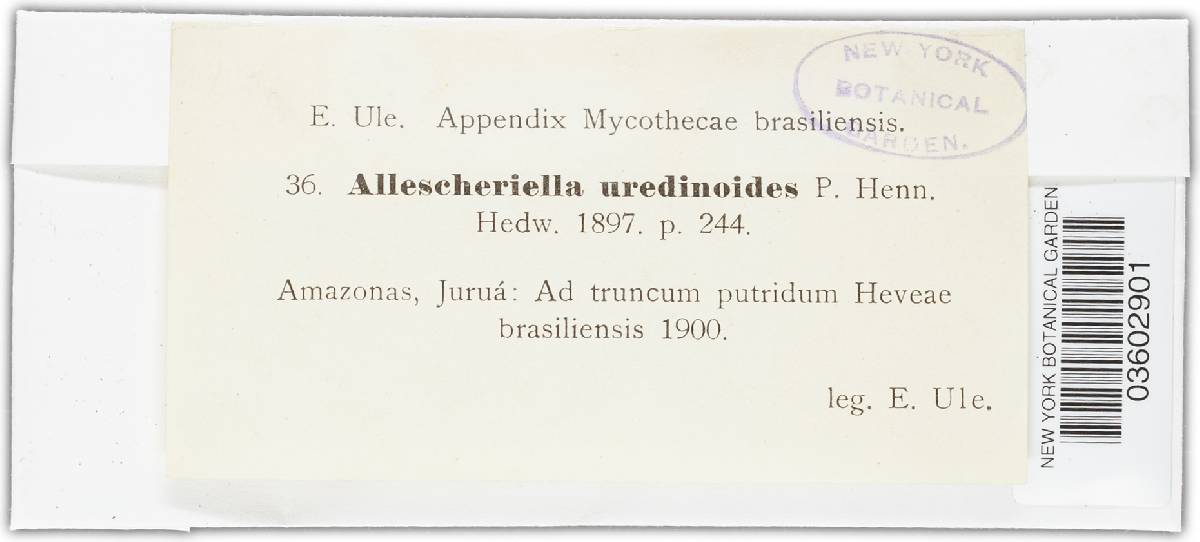 NEW YORK
BOTANICAL
GARDEN.
E. Ule. Appendix Mycothecae brasiliensis.
36. Allescheriella uredinoides P. Henn.
Hedw. 1897. p. 244.
Amazonas, Juruá: Ad truncum putridum Heveae
brasiliensis 1900.
leg. E. Ule.
NEW YORK BOTANICAL GARDEN
03602901